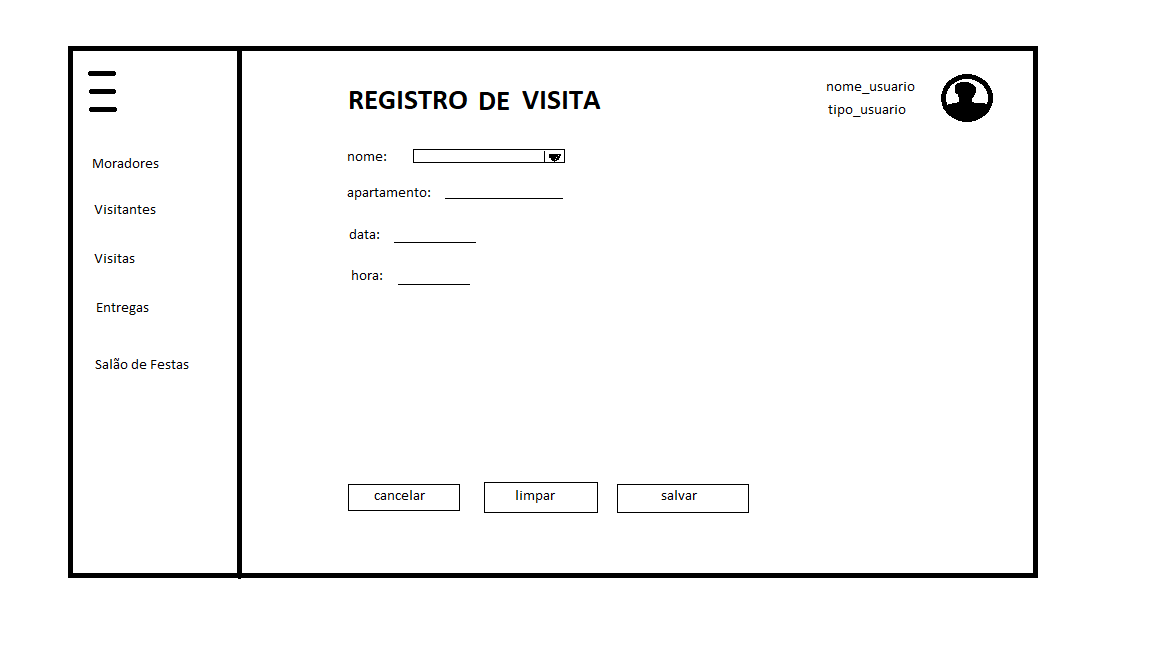 Moradores
Visitantes
Visitas
Entregas
Salão de Festas
REGISTRO DE VISITA
nome_usuario
tipo_usuario
nome:
apartamento:
data:
hora:
cancelar
limpar
salvar